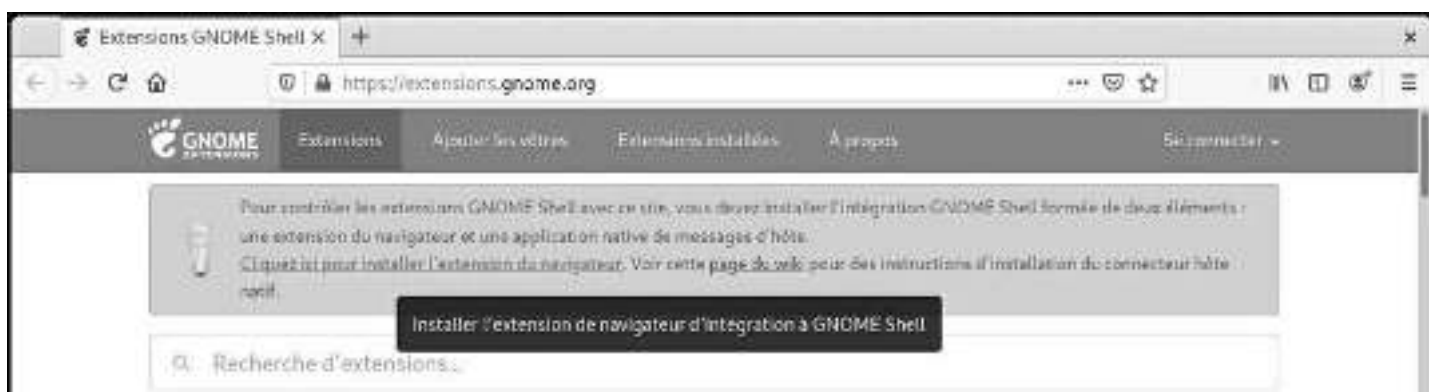 Extensions GNOME Shell
https://extensions.gnome.org
GNOME
EXTENSIONS
Extensions
Ajouter les vôtres
Extensions installées
À propos
Se connecter
Pour contrôler les extensions GNOME Shell avec ce site, vous devez installer l'intégration GNOME Shell formée de deux éléments :
une extension du navigateur et une application native de messages d'hôte.
Cliquez ici pour installer l'extension du navigateur. Voir cette page du wiki pour des instructions d'installation du connecteur hôte
natif.
Installer l'extension de navigateur d'intégration à GNOME Shell
Recherche d'extensions...